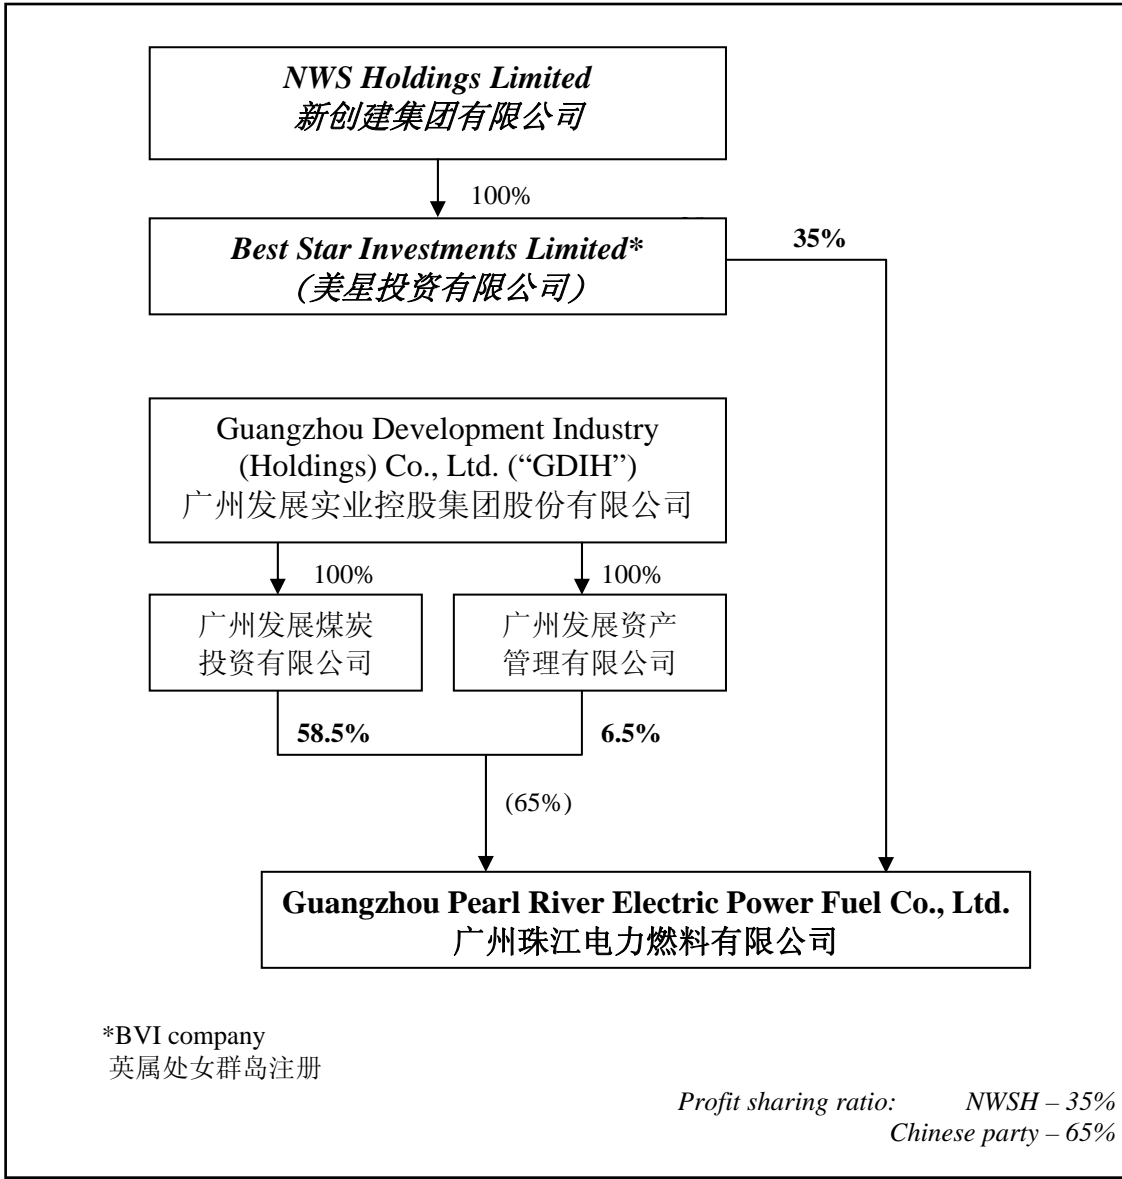 NWS Holdings Limited
新创建集团有限公司
100%
Best Star Investments Limited*
（美星投资有限公司）
35%
Guangzhou Development Industry
(Holdings) Co., Ltd. (“GDIH”)
广州发展实业控股集团股份有限公司
100%
100%
广州发展煤炭
投资有限公司
广州发展资产
管理有限公司
58.5%
6.5%
(65%)
Guangzhou Pearl River Electric Power Fuel Co., Ltd.
广州珠江电力燃料有限公司
*BVI company
英属处女群岛注册
Profit sharing ratio: NWSH – 35%
Chinese party – 65%